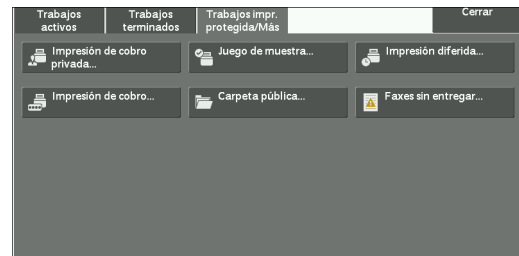 Trabajos
activos
Trabajos
terminados
Trabajos impr.
protegida/Más
Cerrar
Impresión de cobro
privada...
Juego de muestra...
Impresión diferida...
Impresión de cobro...
Carpeta pública...
Faxes sin entregar...